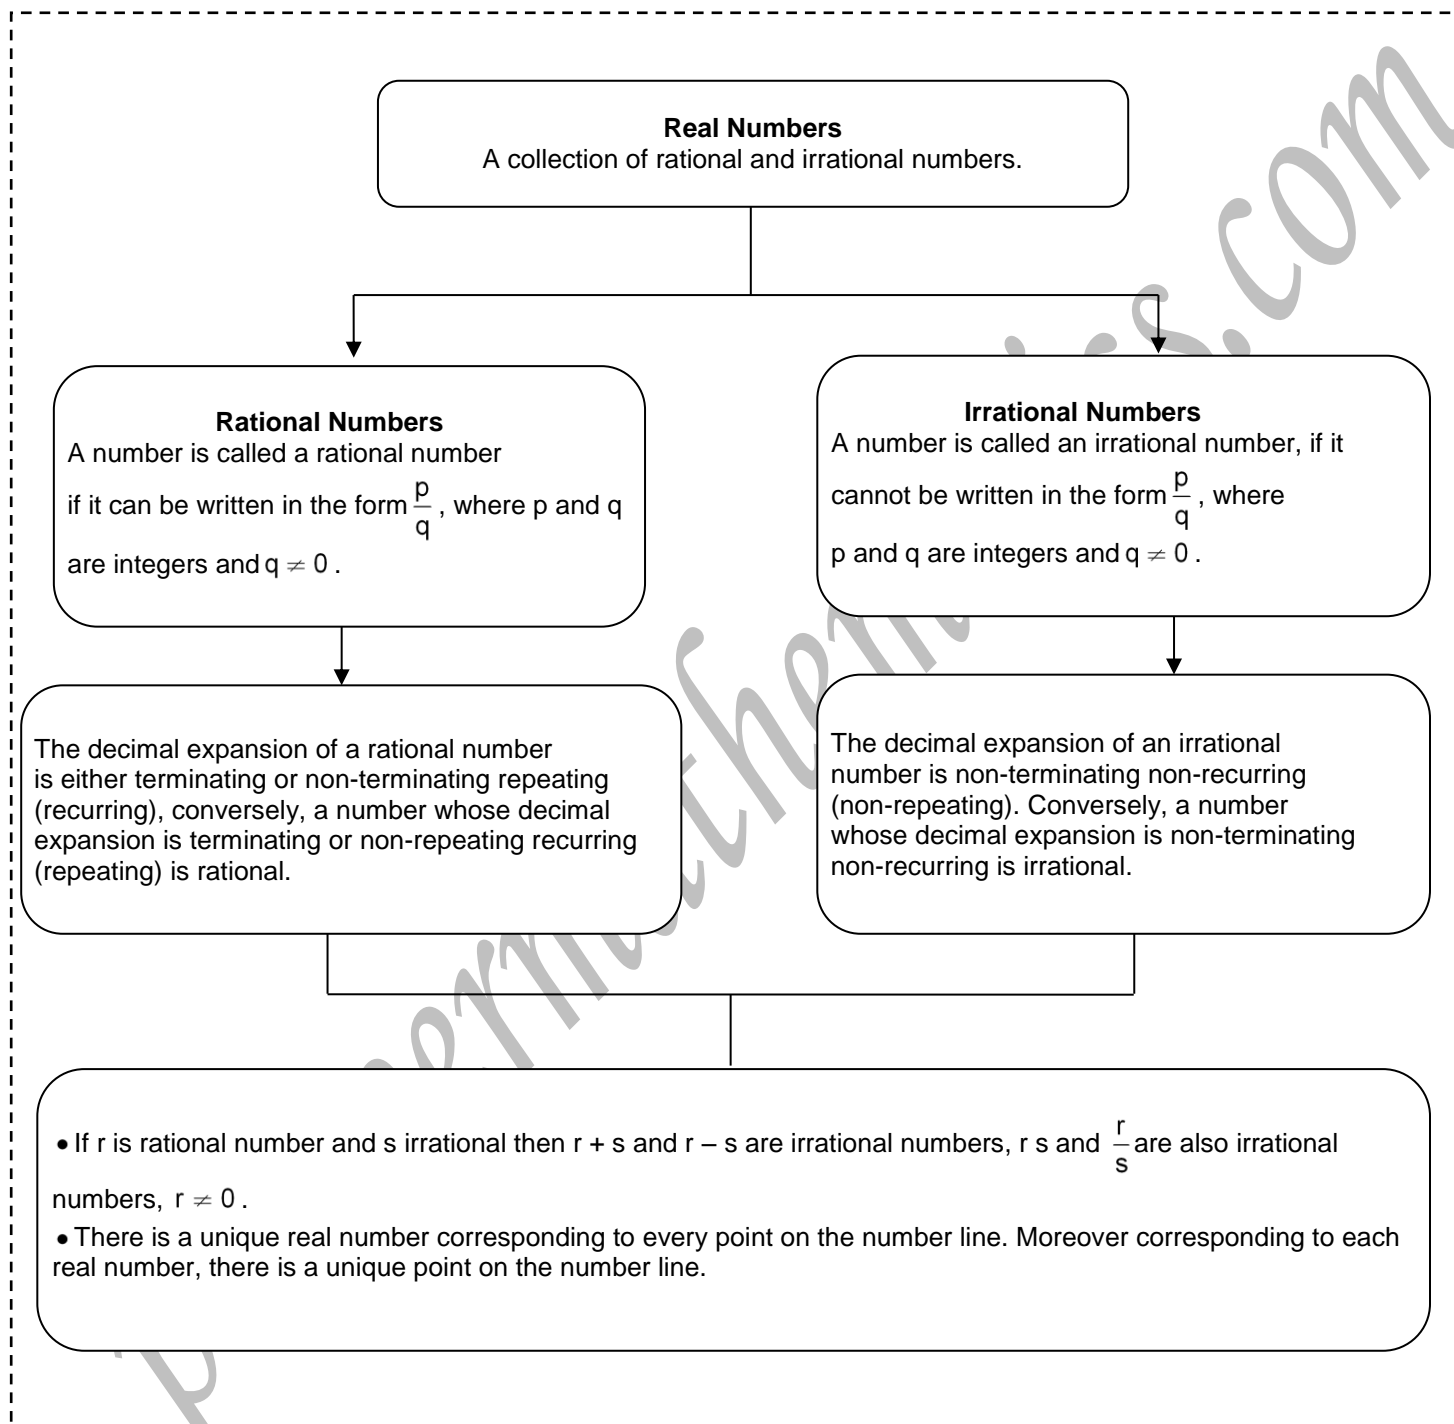 Real Numbers
A collection of rational and irrational numbers.
Rational Numbers
A number is called a rational number
if it can be written in the form p/q , where p and q
are integers and q ≠ 0 .
Irrational Numbers
A number is called an irrational number, if it
cannot be written in the form p/q , where
p and q are integers and q ≠ 0 .
The decimal expansion of a rational number
is either terminating or non-terminating repeating
(recurring), conversely, a number whose decimal
expansion is terminating or non-repeating recurring
(repeating) is rational.
The decimal expansion of an irrational
number is non-terminating non-recurring
(non-repeating). Conversely, a number
whose decimal expansion is non-terminating
non-recurring is irrational.
• If r is rational number and s irrational then r + s and r – s are irrational numbers, r s and r/s are also irrational
numbers, r ≠ 0 .
• There is a unique real number corresponding to every point on the number line. Moreover corresponding to each
real number, there is a unique point on the number line.